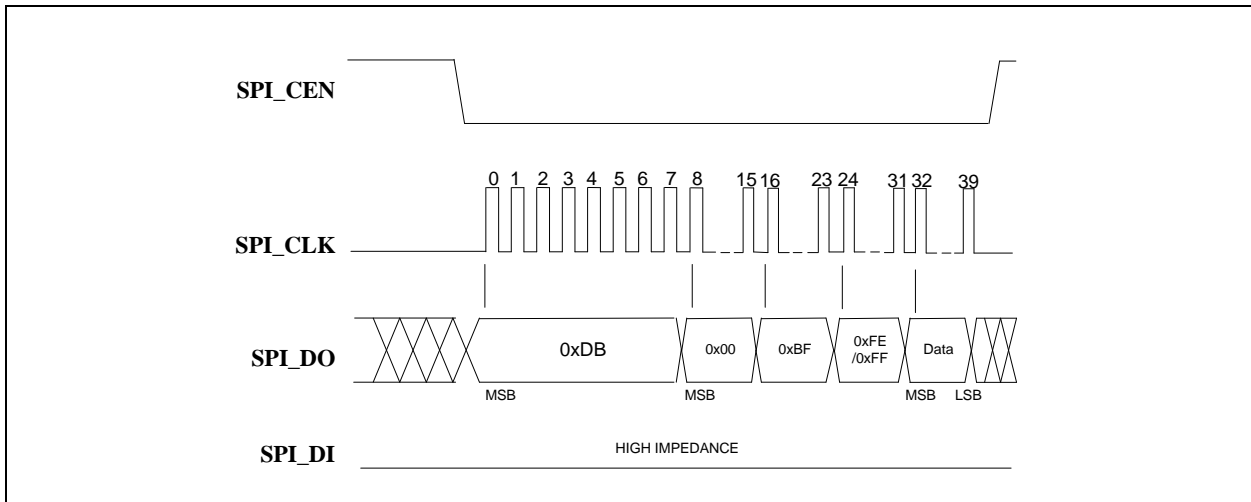 SPI_CEN
0 1 2 3 4 5 6 7 8 15 16 23 24 31 32 39
SPI_CLK
SPI_DO
0xDB
0x00
0xBF
0xFE
/0xFF
Data
MSB MSB MSB LSB
HIGH IMPEDANCE
SPI_DI